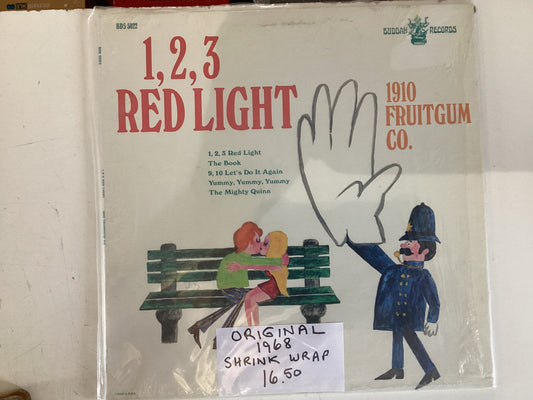 BDS 5022
BUDDAH RECORDS
1, 2, 3
RED LIGHT
1910
FRUITGUM
CO.
1, 2, 3 Red Light
The Book
9, 10 Let's Do It Again
Yummy, Yummy, Yummy
The Mighty Quinn
ORIGINAL
1968
SHRINK WRAP
16.50